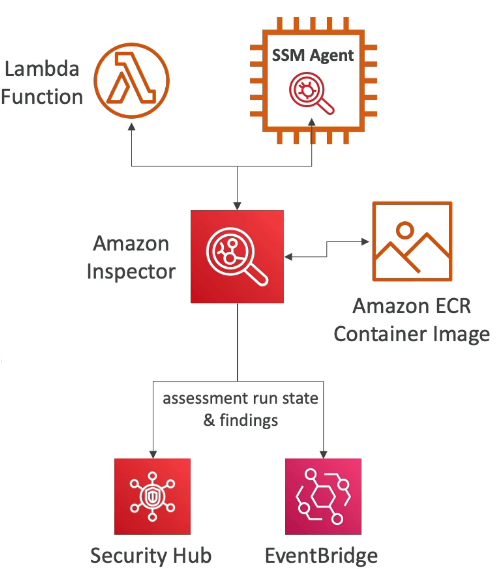 Lambda
Function
SSM Agent
Amazon
Inspector
Amazon ECR
Container Image
assessment run state
& findings
Security Hub
EventBridge